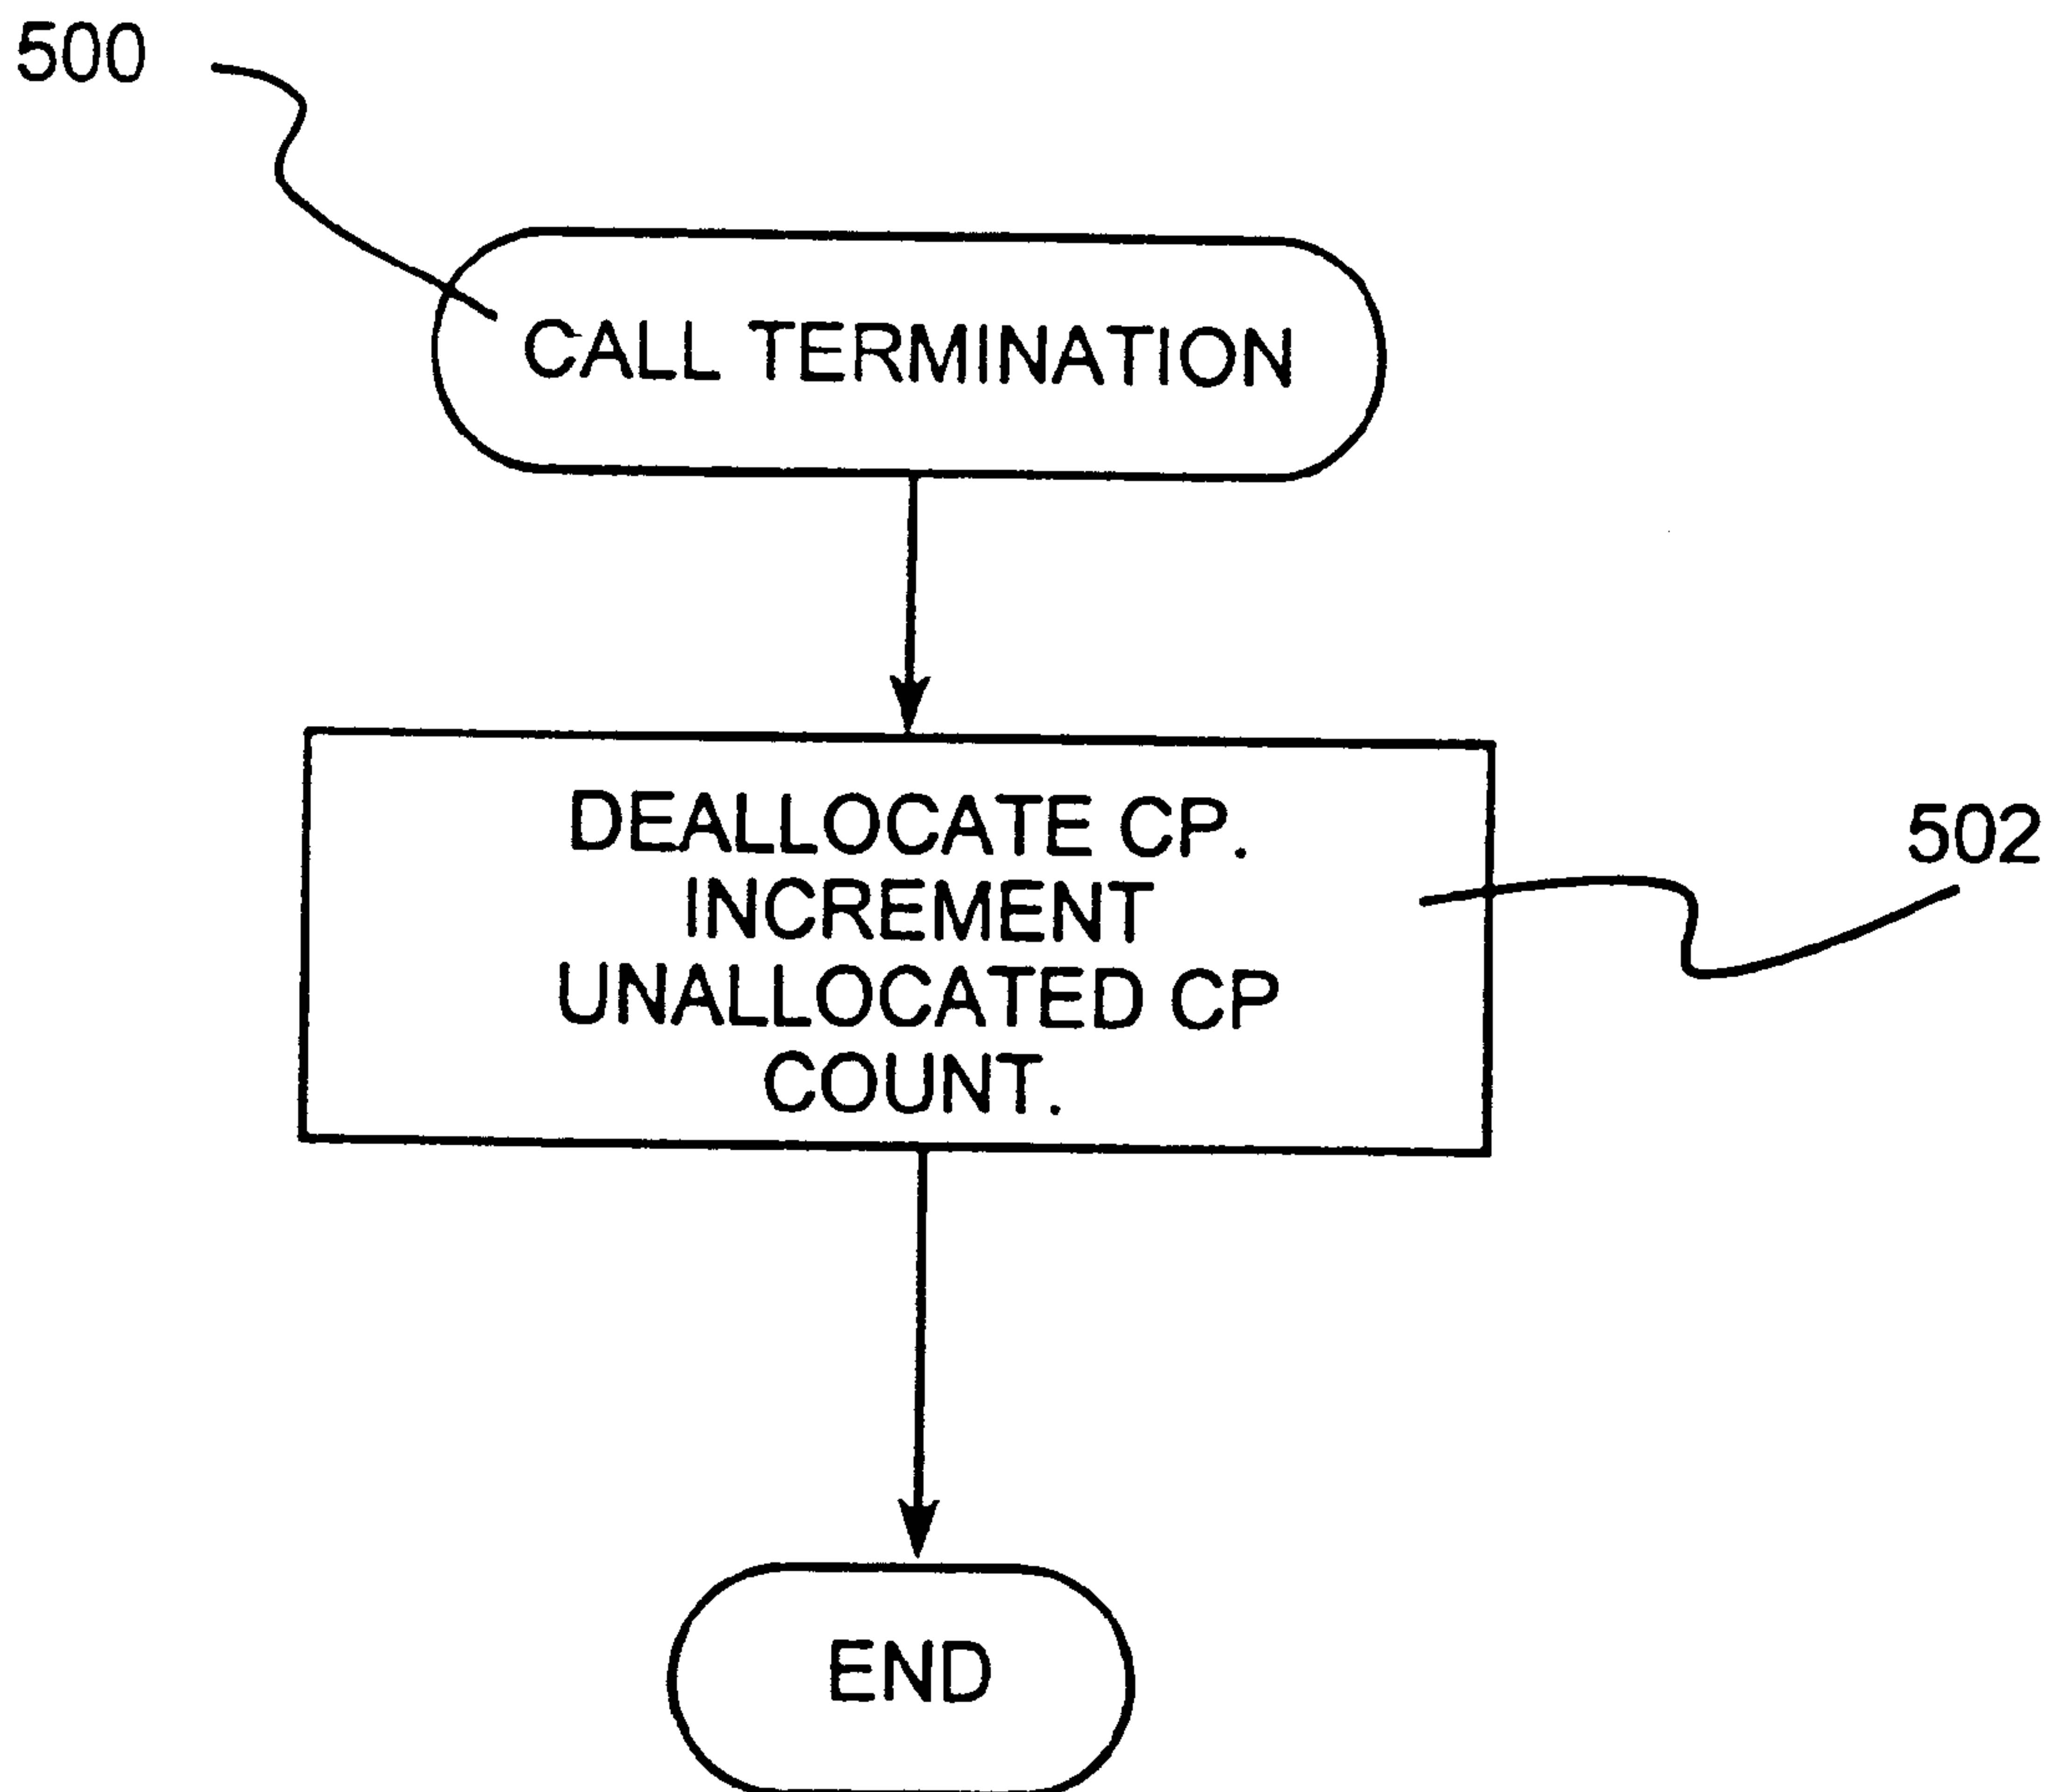 500
CALL TERMINATION
DEALLOCATE CP.
INCREMENT
UNALLOCATED CP
COUNT.
502
END